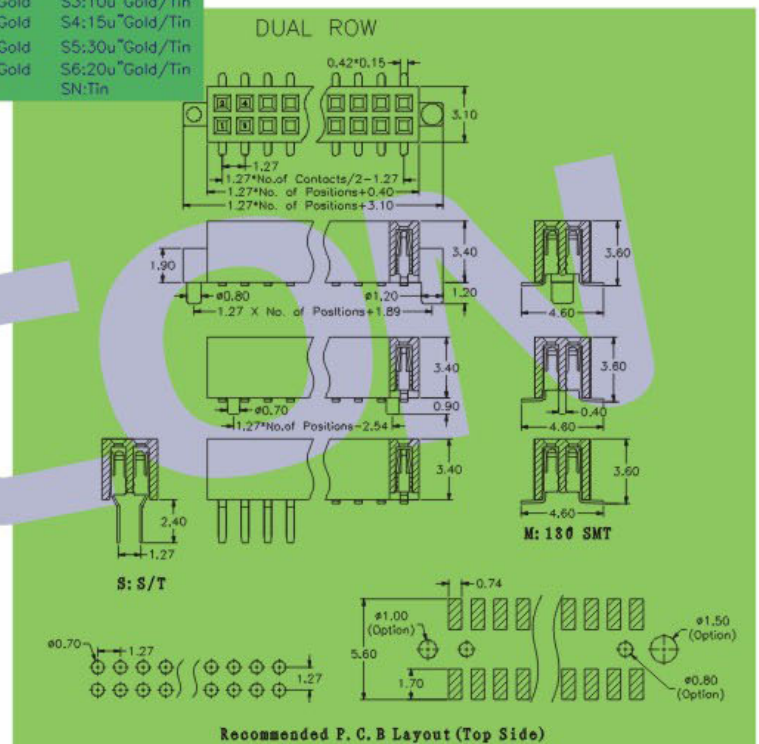 Gold S3:10u"Gold/Tin
Gold S4:15u"Gold/Tin
Gold S5:30u"Gold/Tin
Gold S6:20u"Gold/Tin
SN:Tin
DUAL ROW
0.42*0.15
2 4
1 3
3.10
1.27
1.27*No.of Contacts/2-1.27
1.27*No. of Positions+0.40
1.27*No. of Positions+3.10
1.90
ø0.80
ø1.20
3.40
1.20
3.60
4.60
1.27 X No. of Positions+1.89
3.40
ø0.70
0.90
1.27*No.of Positions-2.54
3.60
0.40
4.60
3.40
3.60
4.60
2.40
1.27
S: S/T
M: 180 SMT
0.74
ø1.00
(Option)
ø1.50
(Option)
5.60
1.70
ø0.80
(Option)
ø0.70
1.27
1.27
Recommended P. C. B Layout (Top Side)